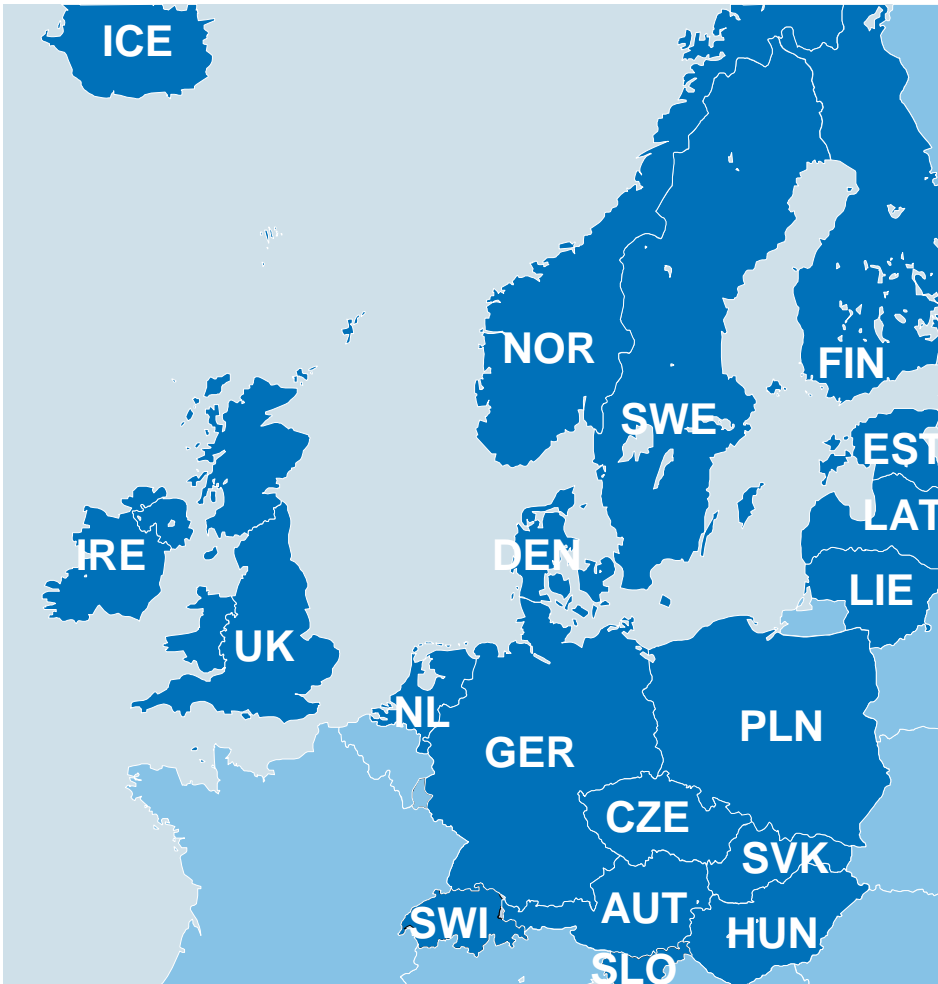 ICE
NOR
FIN
SWE
EST
LAT
IRE
DEN
LIE
UK
NL
PLN
GER
CZE
SVK
AUT
SWI
HUN
SLO